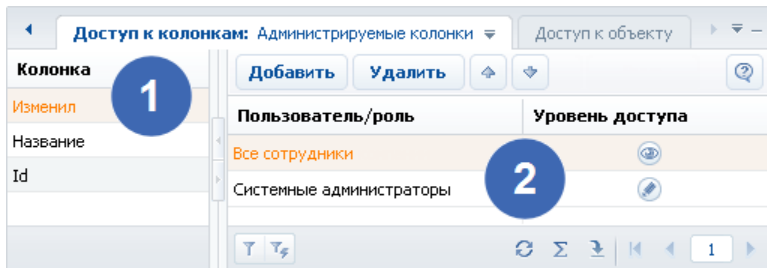 Доступ к колонкам: Администрируемые колонки Доступ к объекту
Колонка
Изменил
Название
Id
1
Добавить Удалить
Пользователь/роль Уровень доступа
Все сотрудники
Системные администраторы
2
1